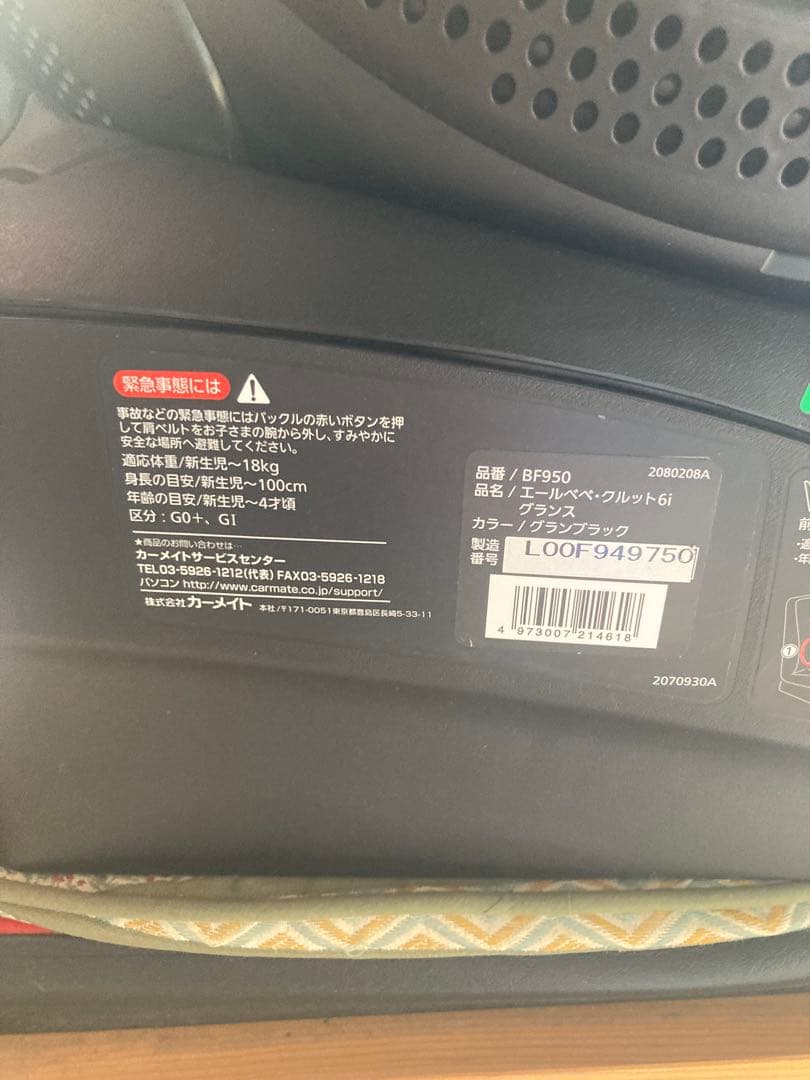 緊急事態には
事故などの緊急事態にはバックルの赤いボタンを押
して肩ベルトをお子さまの腕から外し、すみやかに
安全な場所へ避難してください。
適応体重/新生児〜18kg
身長の目安/新生児〜100cm
年齢の目安/新生児〜4才頃
区分:G0+、GI
★商品のお問い合わせは…
カーメイトサービスセンター
TEL03-5926-1212(代表) FAX03-5926-1218
パソコン http://www.carmate.co.jp/support/
株式会社 カーメイト 本社/〒171-0051東京都豊島区長崎5-33-11
品番 / BF950 2080208A
品名 / エールベベ・クルット6i
グランス
カラー / グランブラック
製造
番号 L00F949750
4 973007 214618
2070930A
前
・年
1